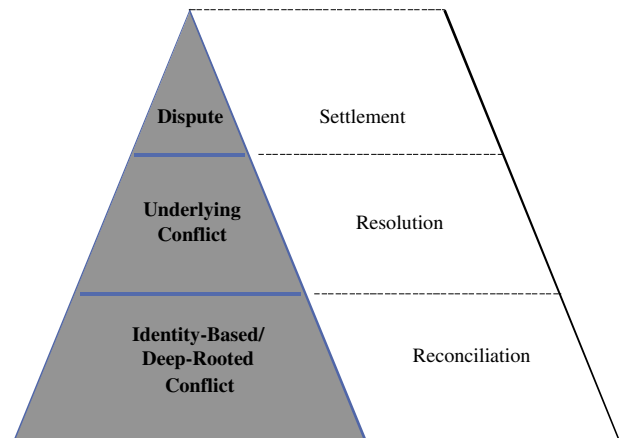 Dispute
Settlement
Underlying
Conflict
Resolution
Identity-Based/
Deep-Rooted
Conflict
Reconciliation